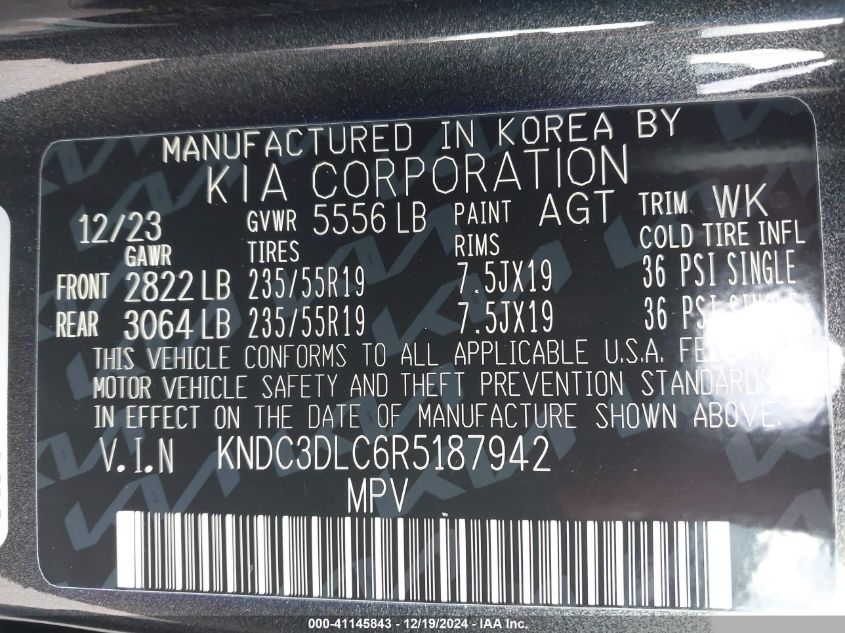 MANUFACTURED IN KOREA BY
KIA CORPORATION
12/23 GVWR 5556 LB PAINT AGT TRIM WK
GAWR TIRES RIMS COLD TIRE INFL
FRONT 2822 LB 235/55R19 7.5JX19 36 PSI SINGLE
REAR 3064 LB 235/55R19 7.5JX19 36 PSI SINGLE
THIS VEHICLE CONFORMS TO ALL APPLICABLE U.S.A. FEDERAL
MOTOR VEHICLE SAFETY AND THEFT PREVENTION STANDARDS
IN EFFECT ON THE DATE OF MANUFACTURE SHOWN ABOVE.
V.I.N KNDC3DLC6R5187942
MPV
000-41145843 - 12/19/2024 - IAA Inc.